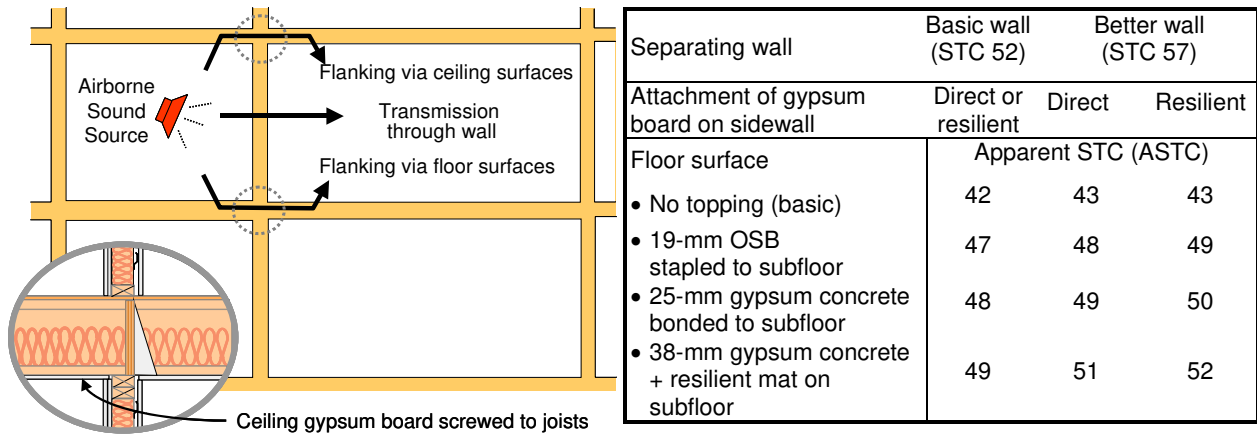 Airborne
Sound
Source
Flanking via ceiling surfaces
Transmission
through wall
Flanking via floor surfaces
Ceiling gypsum board screwed to joists
Separating wall
Basic wall
(STC 52)
Better wall
(STC 57)
Attachment of gypsum
board on sidewall
Direct or
resilient
Direct
Resilient
Floor surface
Apparent STC (ASTC)
• No topping (basic)
42 43 43
• 19-mm OSB
stapled to subfloor
47 48 49
• 25-mm gypsum concrete
bonded to subfloor
48 49 50
• 38-mm gypsum concrete
+ resilient mat on
subfloor
49 51 52